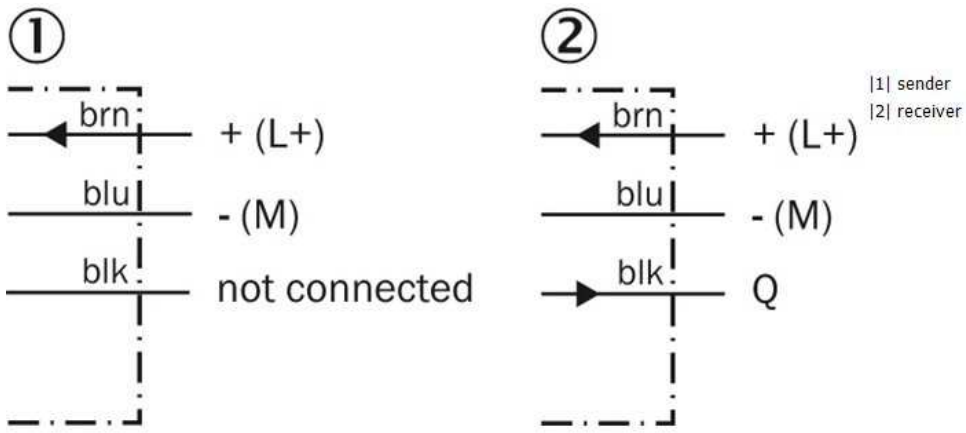 ①
brn
+ (L+)
blu
- (M)
blk
not connected
②
brn
+ (L+)
blu
- (M)
blk
Q
|1| sender
|2| receiver